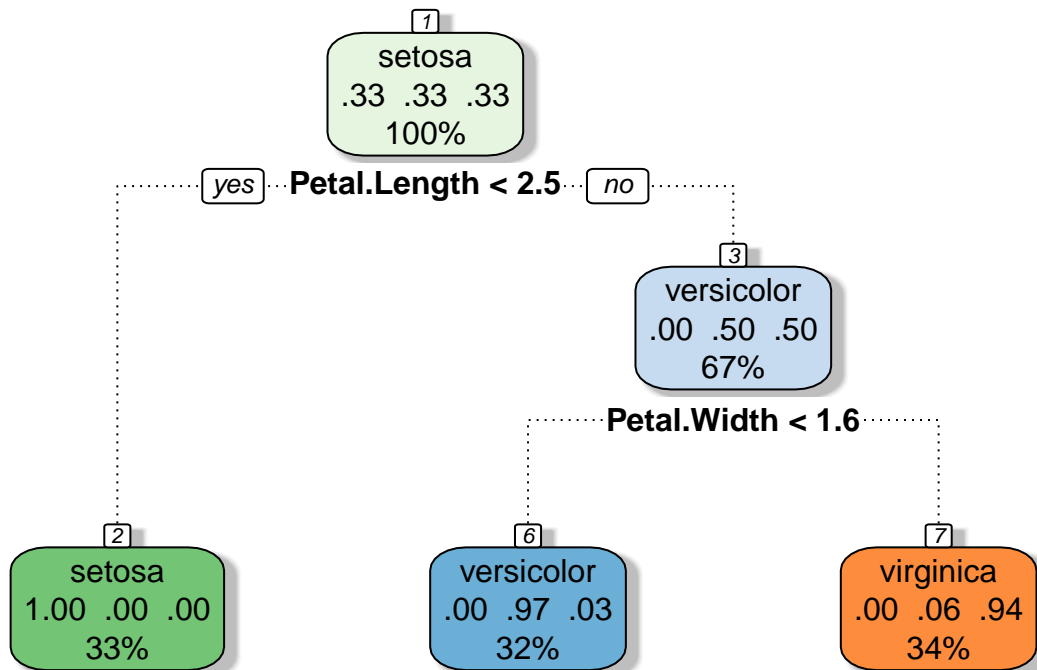 1
setosa
.33 .33 .33
100%
yes Petal.Length < 2.5 no
3
versicolor
.00 .50 .50
67%
Petal.Width < 1.6
2
setosa
1.00 .00 .00
33%
6
versicolor
.00 .97 .03
32%
7
virginica
.00 .06 .94
34%